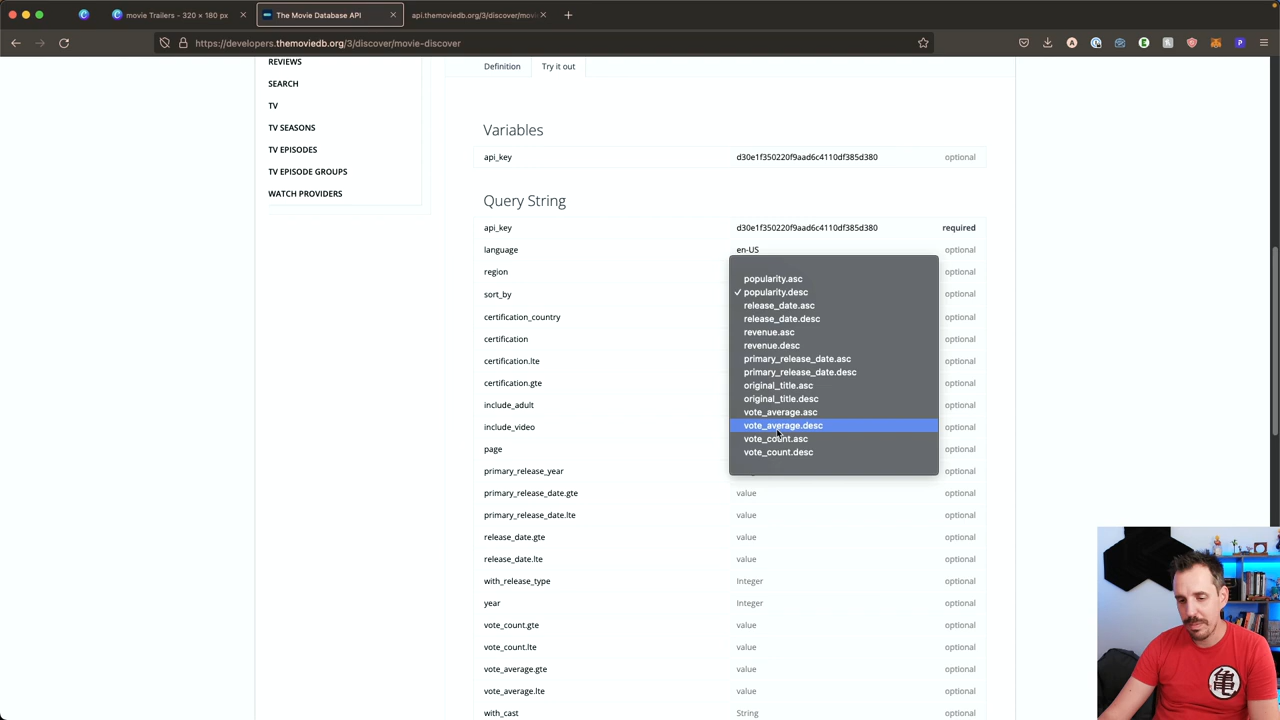 movie Trailers – 320 × 180 px
The Movie Database API
api.themoviedb.org/3/discover/movi
https://developers.themoviedb.org/3/discover/movie-discover
REVIEWS
SEARCH
TV
TV SEASONS
TV EPISODES
TV EPISODE GROUPS
WATCH PROVIDERS
Definition
Try it out
Variables
api_key d30e1f350220f9aad6c4110df385d380 optional
Query String
api_key d30e1f350220f9aad6c4110df385d380 required
language en-US optional
region optional
sort_by optional
certification_country optional
certification optional
certification.lte optional
certification.gte optional
include_adult optional
include_video optional
page optional
popularity.asc
✓ popularity.desc
release_date.asc
release_date.desc
revenue.asc
revenue.desc
primary_release_date.asc
primary_release_date.desc
original_title.asc
original_title.desc
vote_average.asc
vote_average.desc
vote_count.asc
vote_count.desc
primary_release_year optional
primary_release_date.gte value optional
primary_release_date.lte value optional
release_date.gte value optional
release_date.lte value optional
with_release_type Integer optional
year Integer optional
vote_count.gte value optional
vote_count.lte value optional
vote_average.gte value optional
vote_average.lte value optional
with_cast String optional
亀